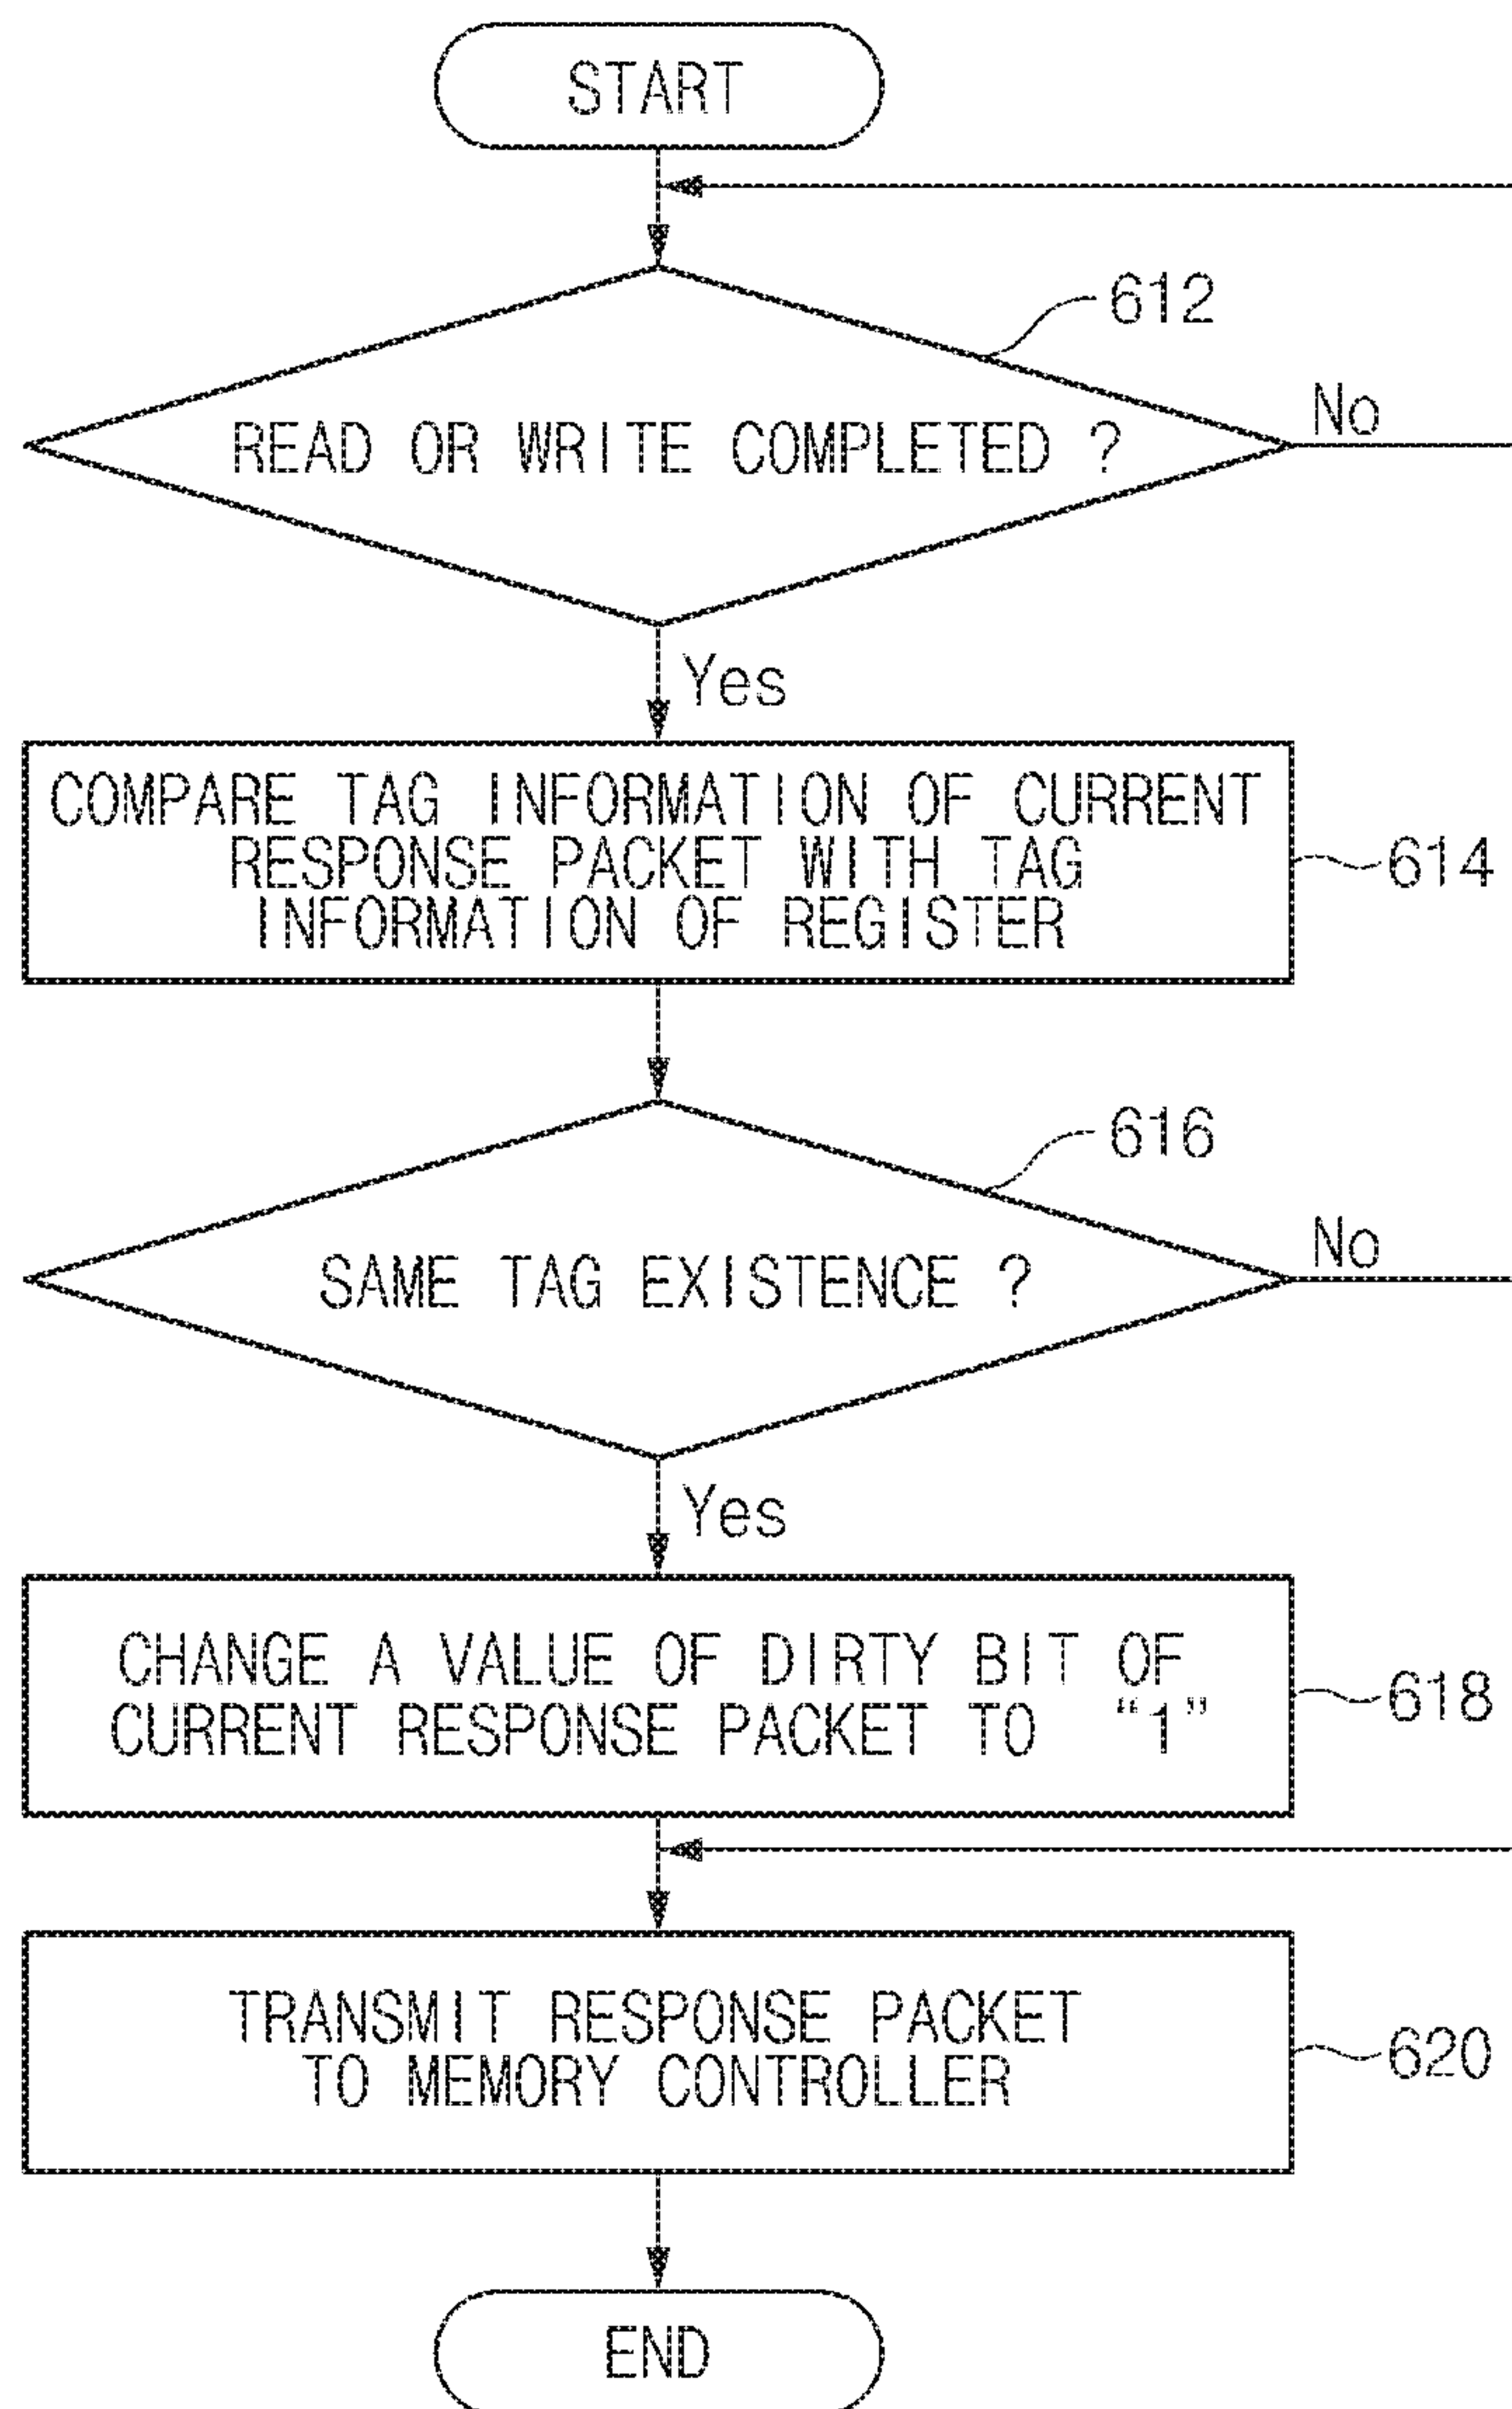 START
612
READ OR WRITE COMPLETED ?
No
Yes
COMPARE TAG INFORMATION OF CURRENT
RESPONSE PACKET WITH TAG
INFORMATION OF REGISTER
614
616
SAME TAG EXISTENCE ?
No
Yes
CHANGE A VALUE OF DIRTY BIT OF
CURRENT RESPONSE PACKET TO “1”
618
TRANSMIT RESPONSE PACKET
TO MEMORY CONTROLLER
620
END